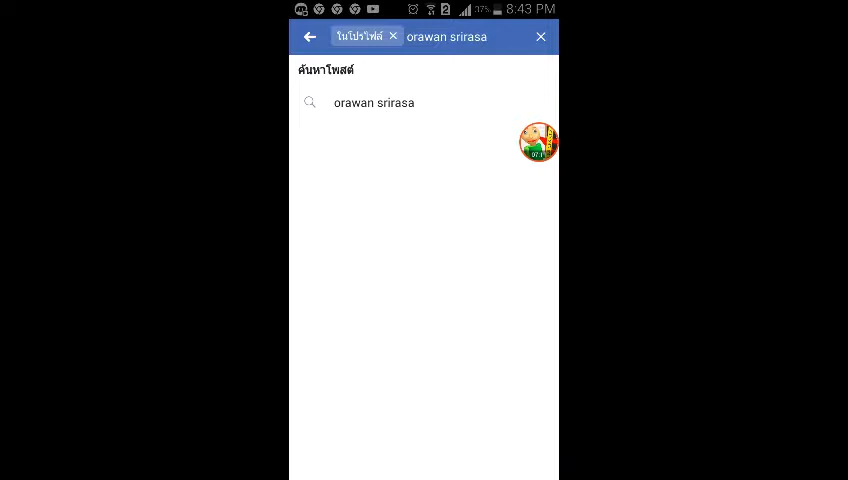 37% 8:43 PM
ในโปรไฟล์ × orawan srirasa ×
ค้นหาโพสต์
orawan srirasa